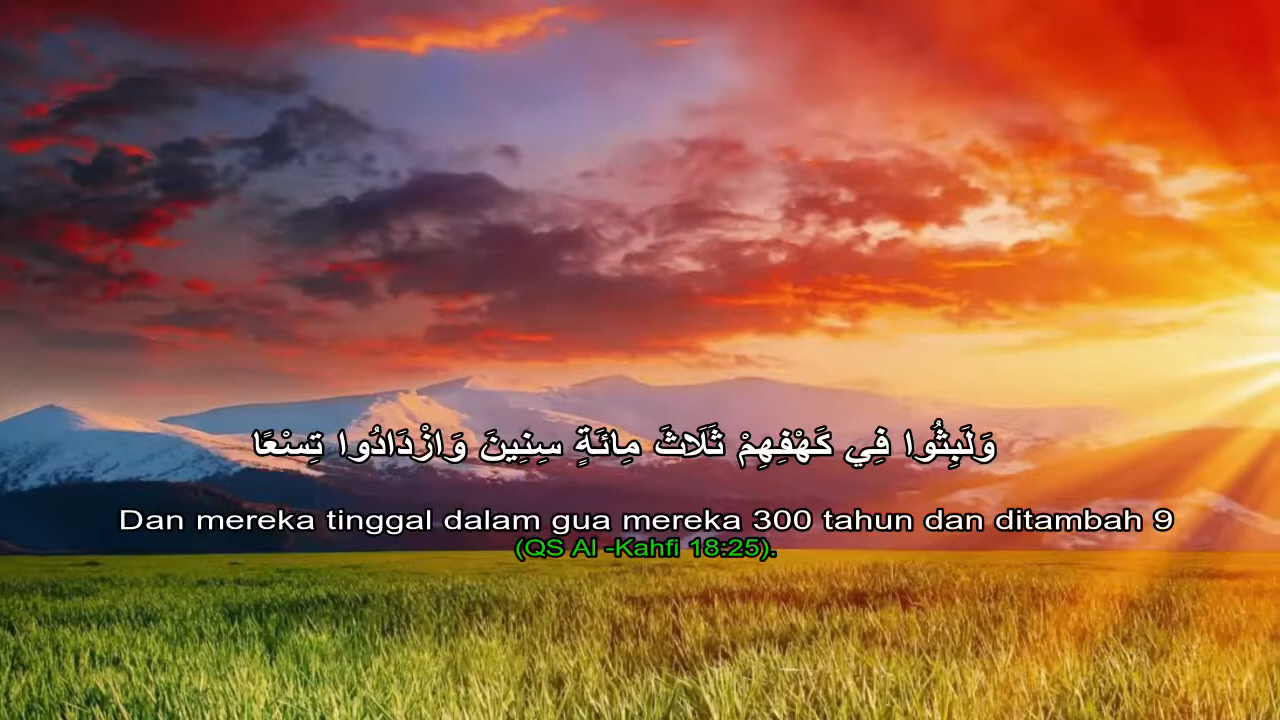 وَلَبِثُوا فِي كَهْفِهِمْ ثَلَاثَ مِائَةٍ سِنِينَ وَازْدَادُوا تِسْعًا
Dan mereka tinggal dalam gua mereka 300 tahun dan ditambah 9
(QS Al -Kahfi 18:25).